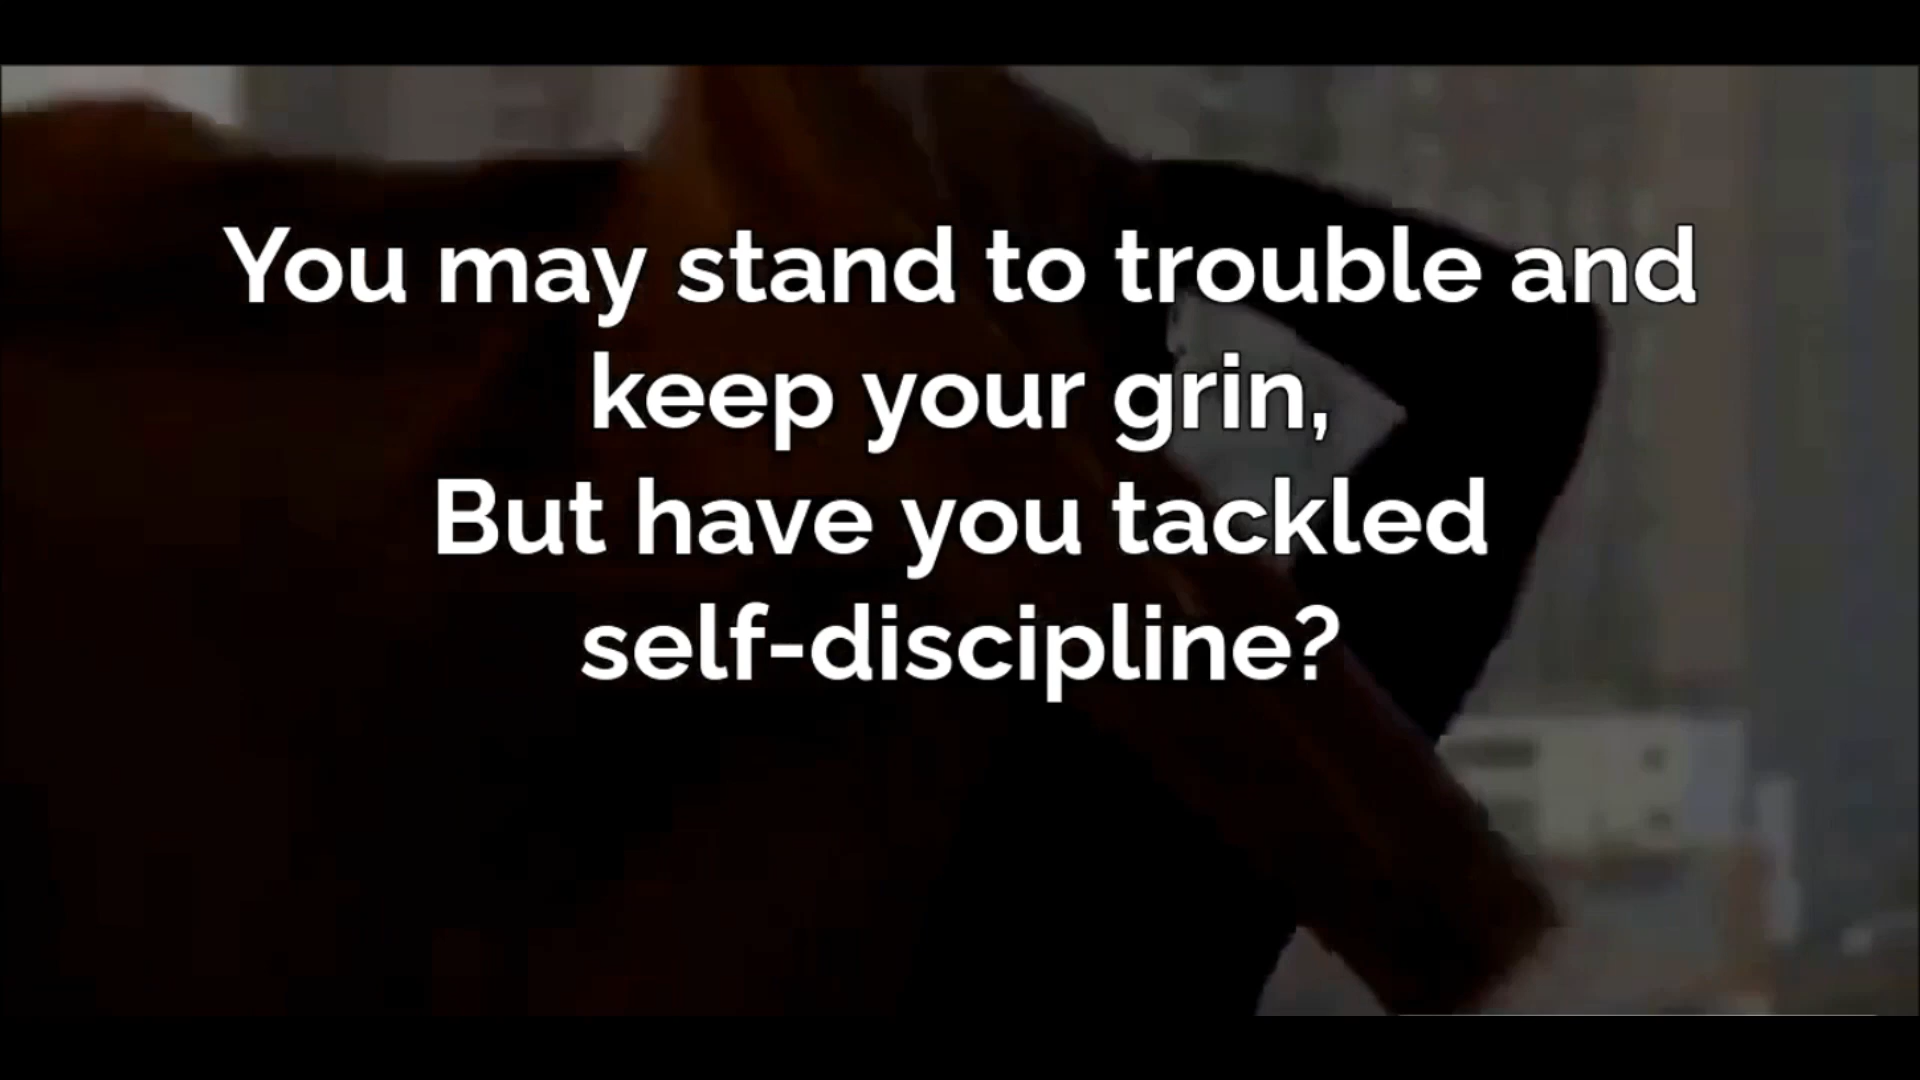 You may stand to trouble and
keep your grin,
But have you tackled
self-discipline?